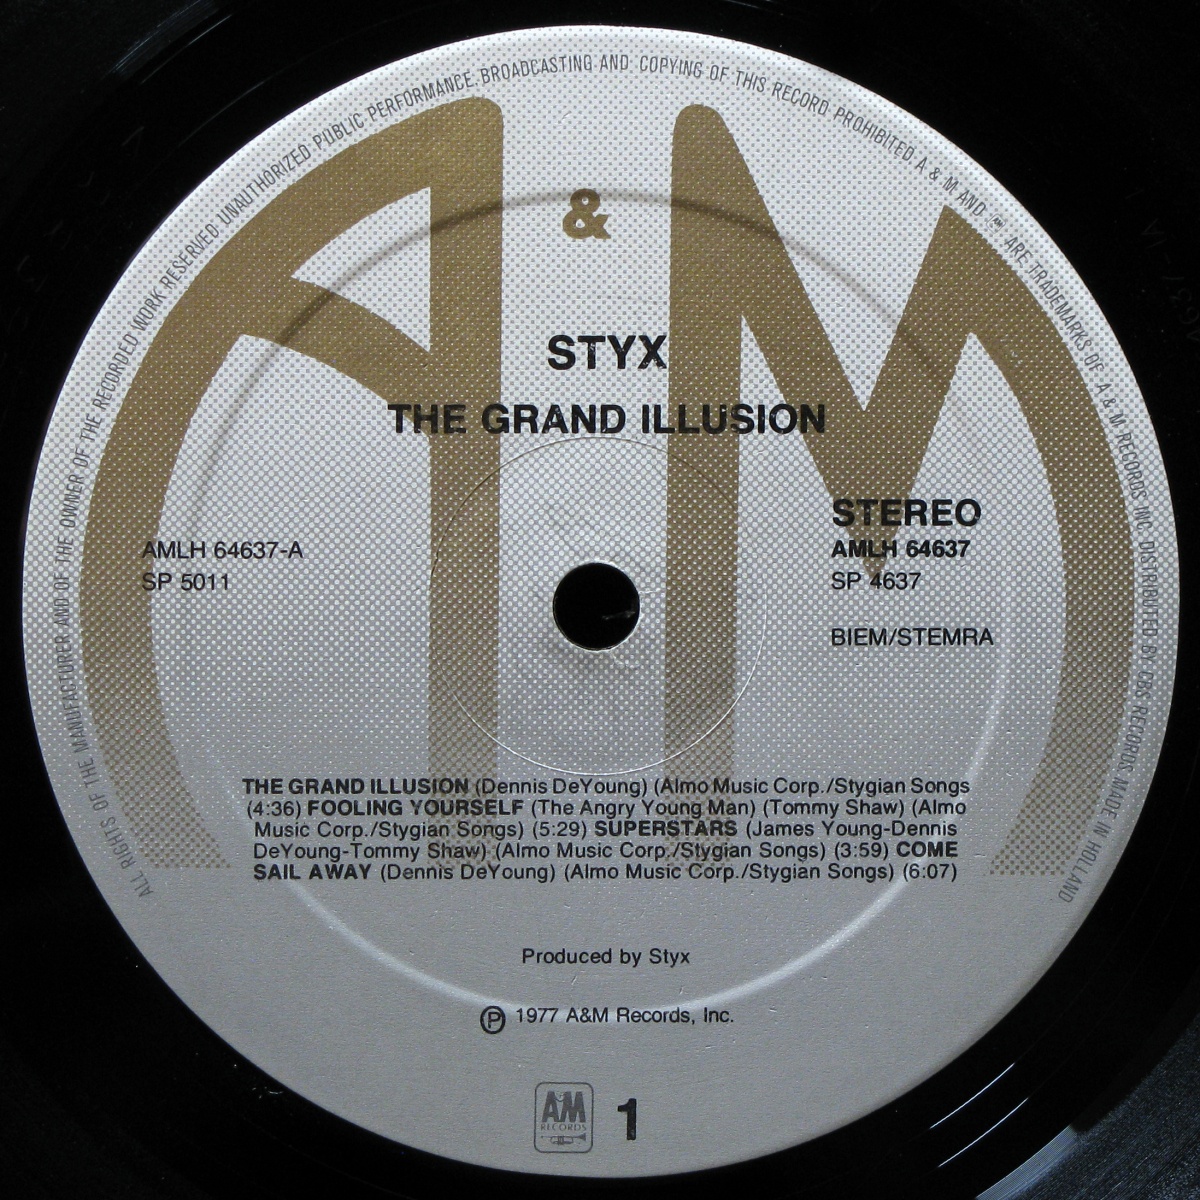 ALL RIGHTS OF THE MANUFACTURER AND OF THE OWNER OF THE RECORDED WORK RESERVED UNAUTHORIZED PUBLIC PERFORMANCE. BROADCASTING AND COPYING OF THIS RECORD PROHIBITED A & M AND AM ARE TRADEMARKS OF A & M RECORDS INC DISTRIBUTED BY CBS RECORDS MADE IN HOLLAND
A & M
STYX
THE GRAND ILLUSION
STEREO
AMLH 64637-A
AMLH 64637
SP 5011
SP 4637
BIEM/STEMRA
THE GRAND ILLUSION (Dennis DeYoung) (Almo Music Corp./Stygian Songs
(4:36) FOOLING YOURSELF (The Angry Young Man) (Tommy Shaw) (Almo
Music Corp./Stygian Songs) (5:29) SUPERSTARS (James Young-Dennis
DeYoung-Tommy Shaw) (Almo Music Corp./Stygian Songs) (3:59) COME
SAIL AWAY (Dennis DeYoung) (Almo Music Corp./Stygian Songs) (6:07)
Produced by Styx
℗ 1977 A&M Records, Inc.
AM
RECORDS
1